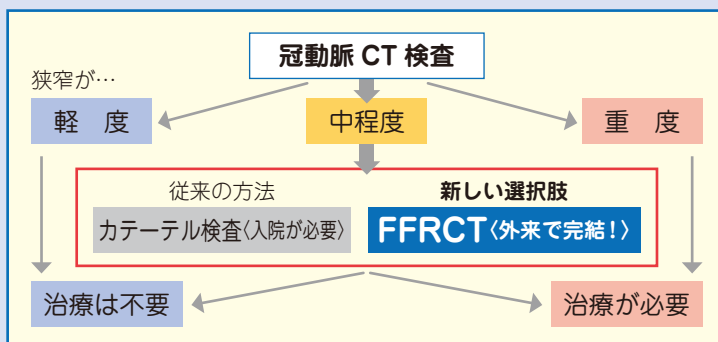 冠動脈 CT 検査
狭窄が…
軽 度
中程度
重 度
従来の方法
新しい選択肢
カテーテル検査〈入院が必要〉
FFRCT〈外来で完結!〉
治療は不要
治療が必要